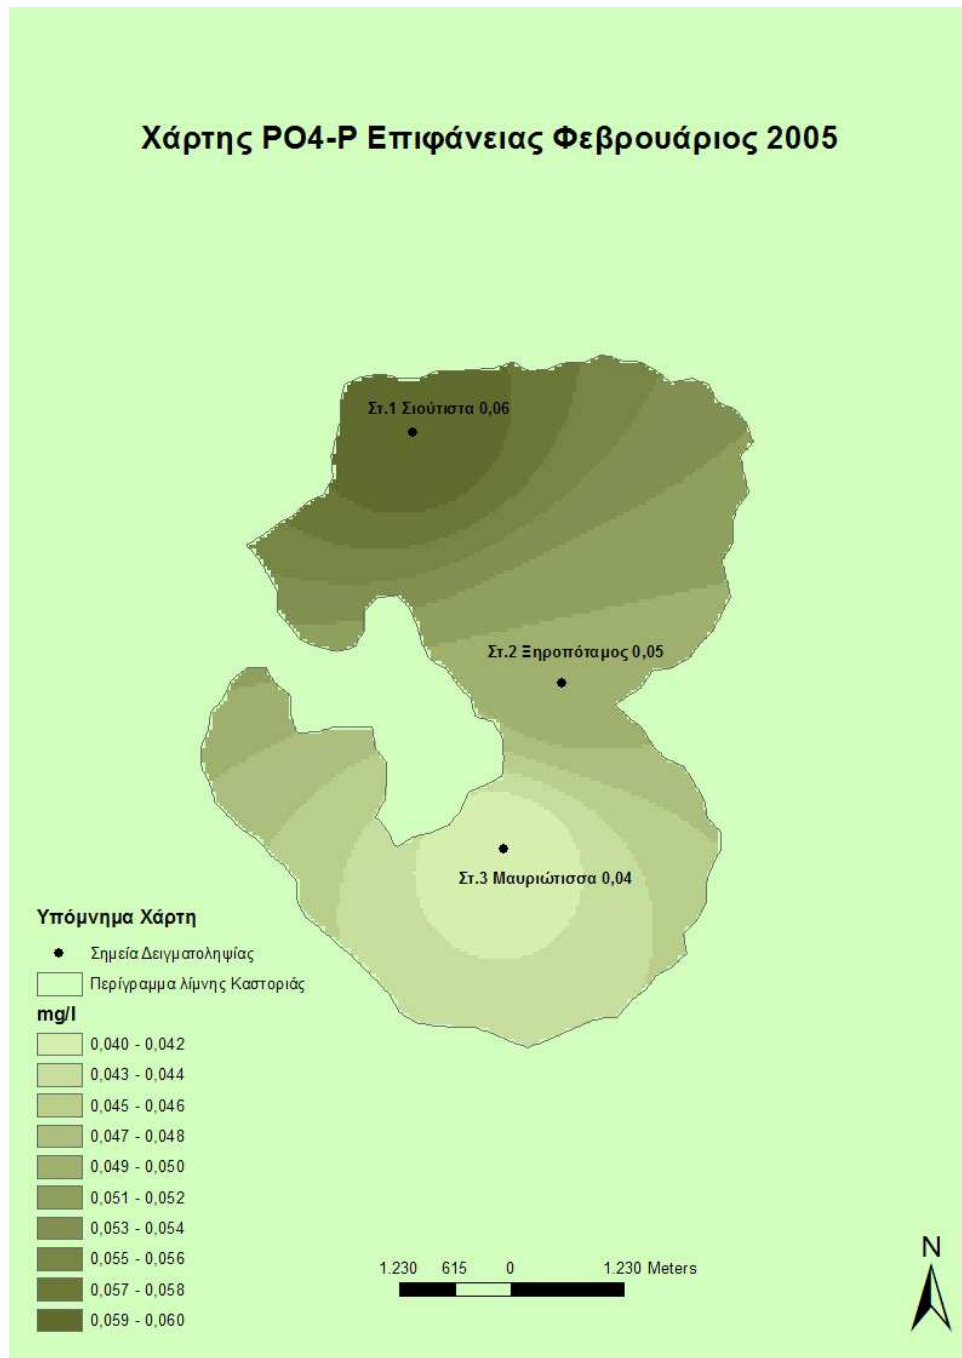 Χάρτης PO4-P Επιφάνειας Φεβρουάριος 2005
Στ.1 Σιούτιστα 0,06
Στ.2 Ξηροπόταμος 0,05
Στ.3 Μαυριώτισσα 0,04
Υπόμνημα Χάρτη
Σημεία Δειγματοληψίας
Περίγραμμα λίμνης Καστοριάς
mg/l
0,040 - 0,042
0,043 - 0,044
0,045 - 0,046
0,047 - 0,048
0,049 - 0,050
0,051 - 0,052
0,053 - 0,054
0,055 - 0,056
0,057 - 0,058
0,059 - 0,060
1.230 615 0 1.230 Meters
N